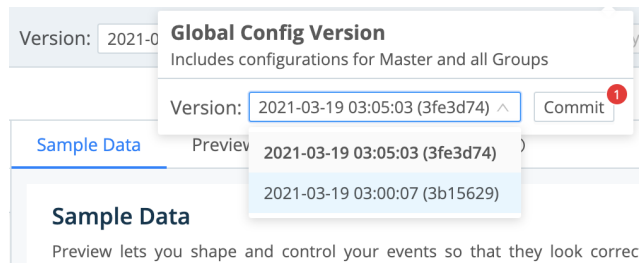 Version: 2021-0
Global Config Version
Includes configurations for Master and all Groups
Version: 2021-03-19 03:05:03 (3fe3d74) Commit 1
2021-03-19 03:05:03 (3fe3d74)
2021-03-19 03:00:07 (3b15629)
Sample Data Preview
Sample Data
Preview lets you shape and control your events so that they look correc